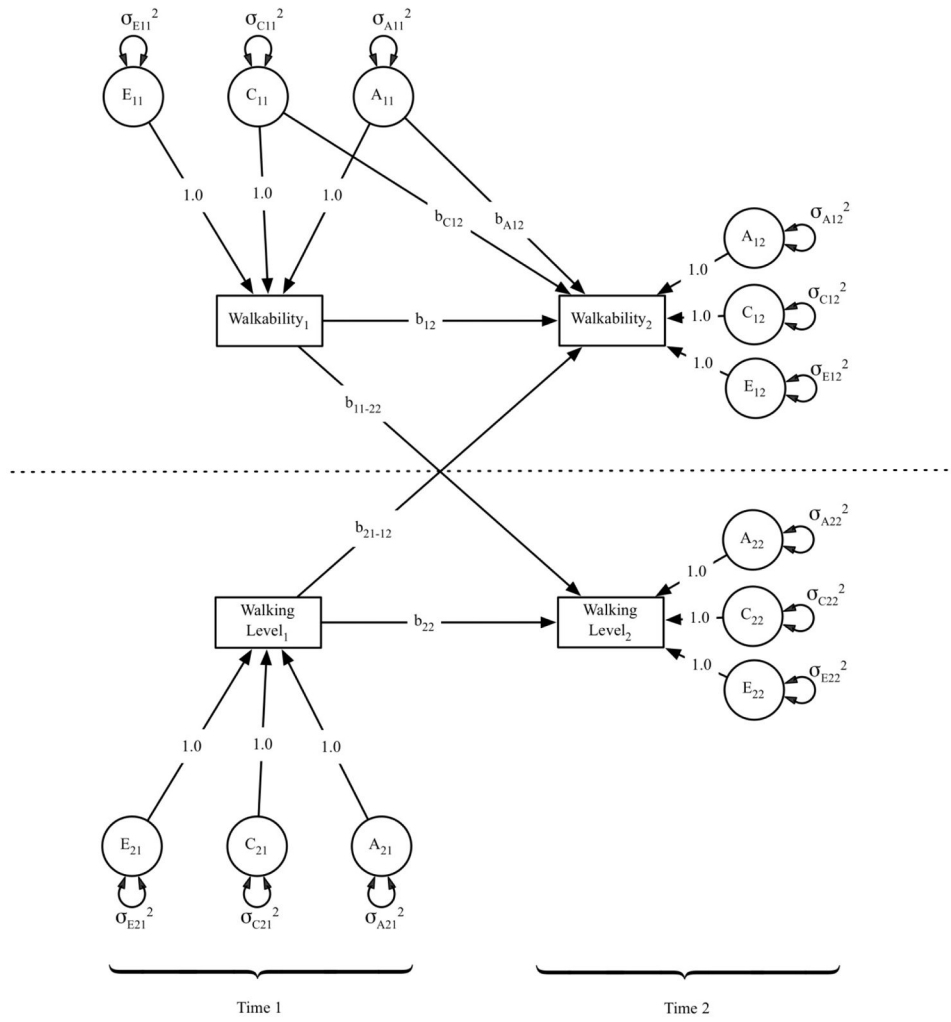 σE11² σC11² σA11²
E11 C11 A11
1.0 1.0 1.0 bC12 bA12
A12 σA12²
1.0
Walkability1 b12 Walkability2 1.0 C12 σC12²
1.0
E12 σE12²
b11-22
b21-12
A22 σA22²
1.0
Walking
Level1 b22 Walking
Level2 1.0 C22 σC22²
1.0
E22 σE22²
1.0 1.0 1.0
E21 C21 A21
σE21² σC21² σA21²
Time 1 Time 2